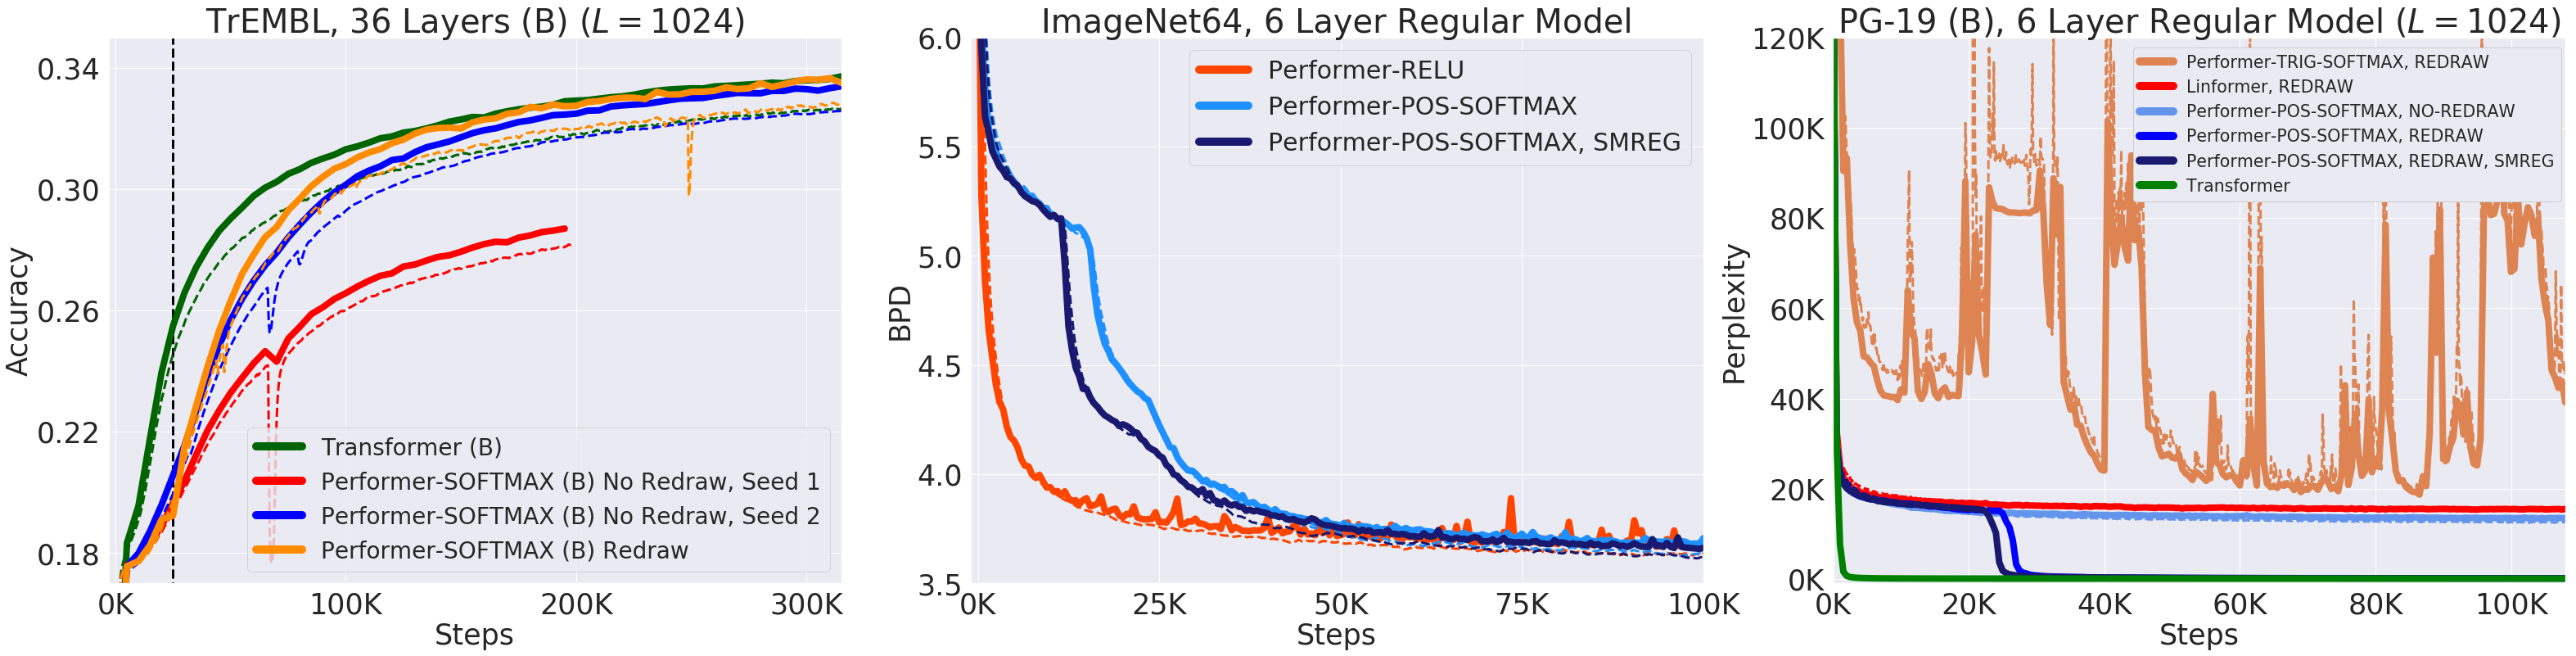 TrEMBL, 36 Layers (B) (L = 1024)
Accuracy
0.34
0.30
0.26
0.22
0.18
Transformer (B)
Performer-SOFTMAX (B) No Redraw, Seed 1
Performer-SOFTMAX (B) No Redraw, Seed 2
Performer-SOFTMAX (B) Redraw
0K 100K 200K 300K
Steps
ImageNet64, 6 Layer Regular Model
BPD
6.0
5.5
5.0
4.5
4.0
3.5
Performer-RELU
Performer-POS-SOFTMAX
Performer-POS-SOFTMAX, SMREG
0K 25K 50K 75K 100K
Steps
PG-19 (B), 6 Layer Regular Model (L = 1024)
Perplexity
120K
100K
80K
60K
40K
20K
0K
Performer-TRIG-SOFTMAX, REDRAW
Linformer, REDRAW
Performer-POS-SOFTMAX, NO-REDRAW
Performer-POS-SOFTMAX, REDRAW
Performer-POS-SOFTMAX, REDRAW, SMREG
Transformer
0K 20K 40K 60K 80K 100K
Steps